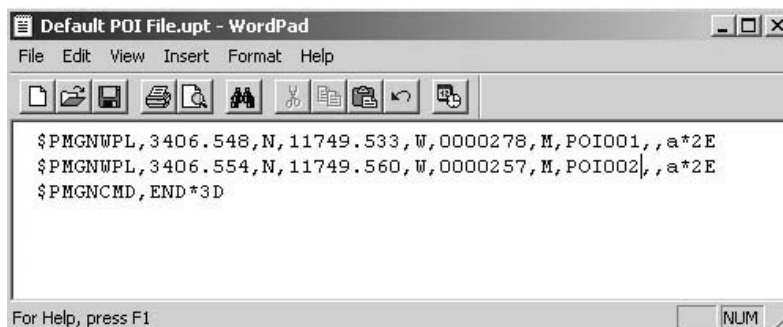 Default POI File.upt - WordPad
File Edit View Insert Format Help
$PMGNWPL,3406.548,N,11749.533,W,0000278,M,POI001,,a*2E
$PMGNWPL,3406.554,N,11749.560,W,0000257,M,POI002,,a*2E
$PMGNCMD,END*3D
For Help, press F1
NUM